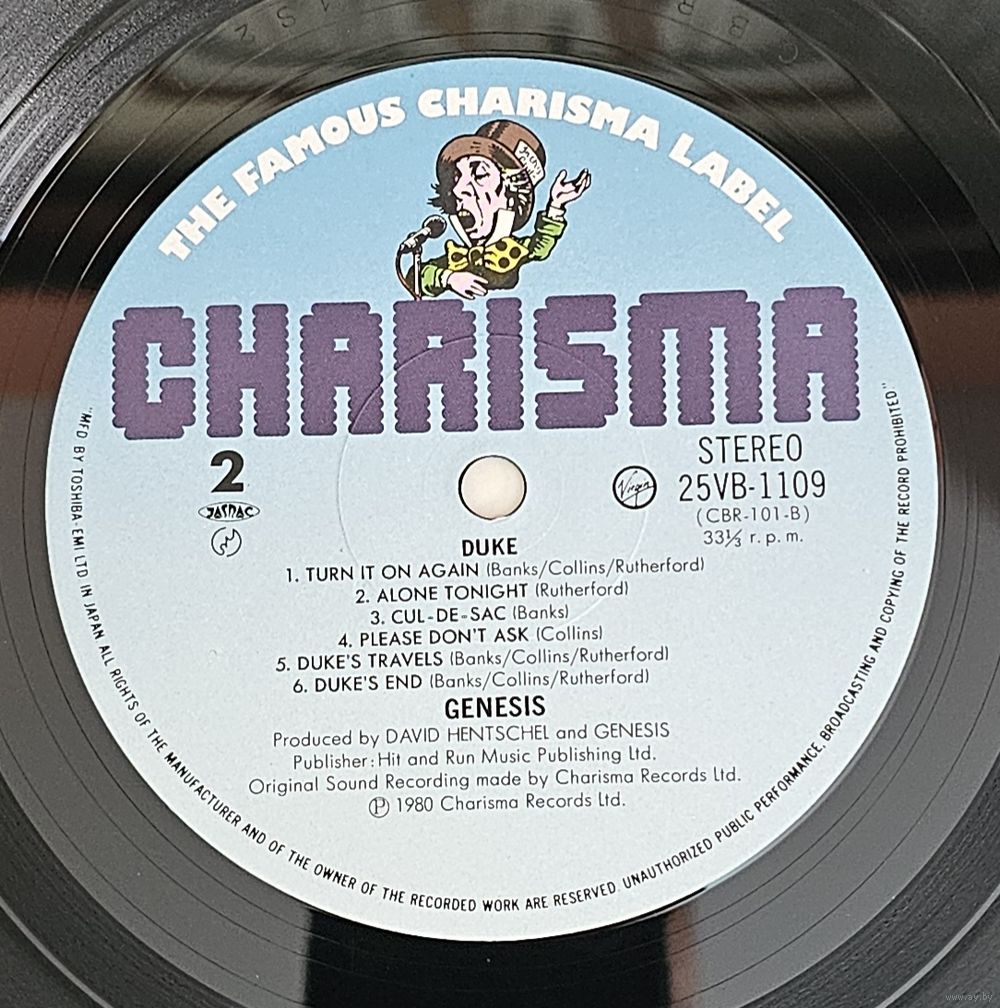 THE FAMOUS CHARISMA LABEL
CHARISMA
2
JASRAC
Virgin
STEREO
25VB-1109
(CBR-101-B)
33⅓ r.p.m.
DUKE
1. TURN IT ON AGAIN (Banks/Collins/Rutherford)
2. ALONE TONIGHT (Rutherford)
3. CUL-DE-SAC (Banks)
4. PLEASE DON'T ASK (Collins)
5. DUKE'S TRAVELS (Banks/Collins/Rutherford)
6. DUKE'S END (Banks/Collins/Rutherford)
GENESIS
Produced by DAVID HENTSCHEL and GENESIS
Publisher: Hit and Run Music Publishing Ltd.
Original Sound Recording made by Charisma Records Ltd.
Ⓟ 1980 Charisma Records Ltd.
"MFD BY TOSHIBA-EMI LTD IN JAPAN ALL RIGHTS OF THE MANUFACTURER AND OF THE OWNER OF THE RECORDED WORK ARE RESERVED. UNAUTHORIZED PUBLIC PERFORMANCE, BROADCASTING AND COPYING OF THE RECORD PROHIBITED"
www.ay.by